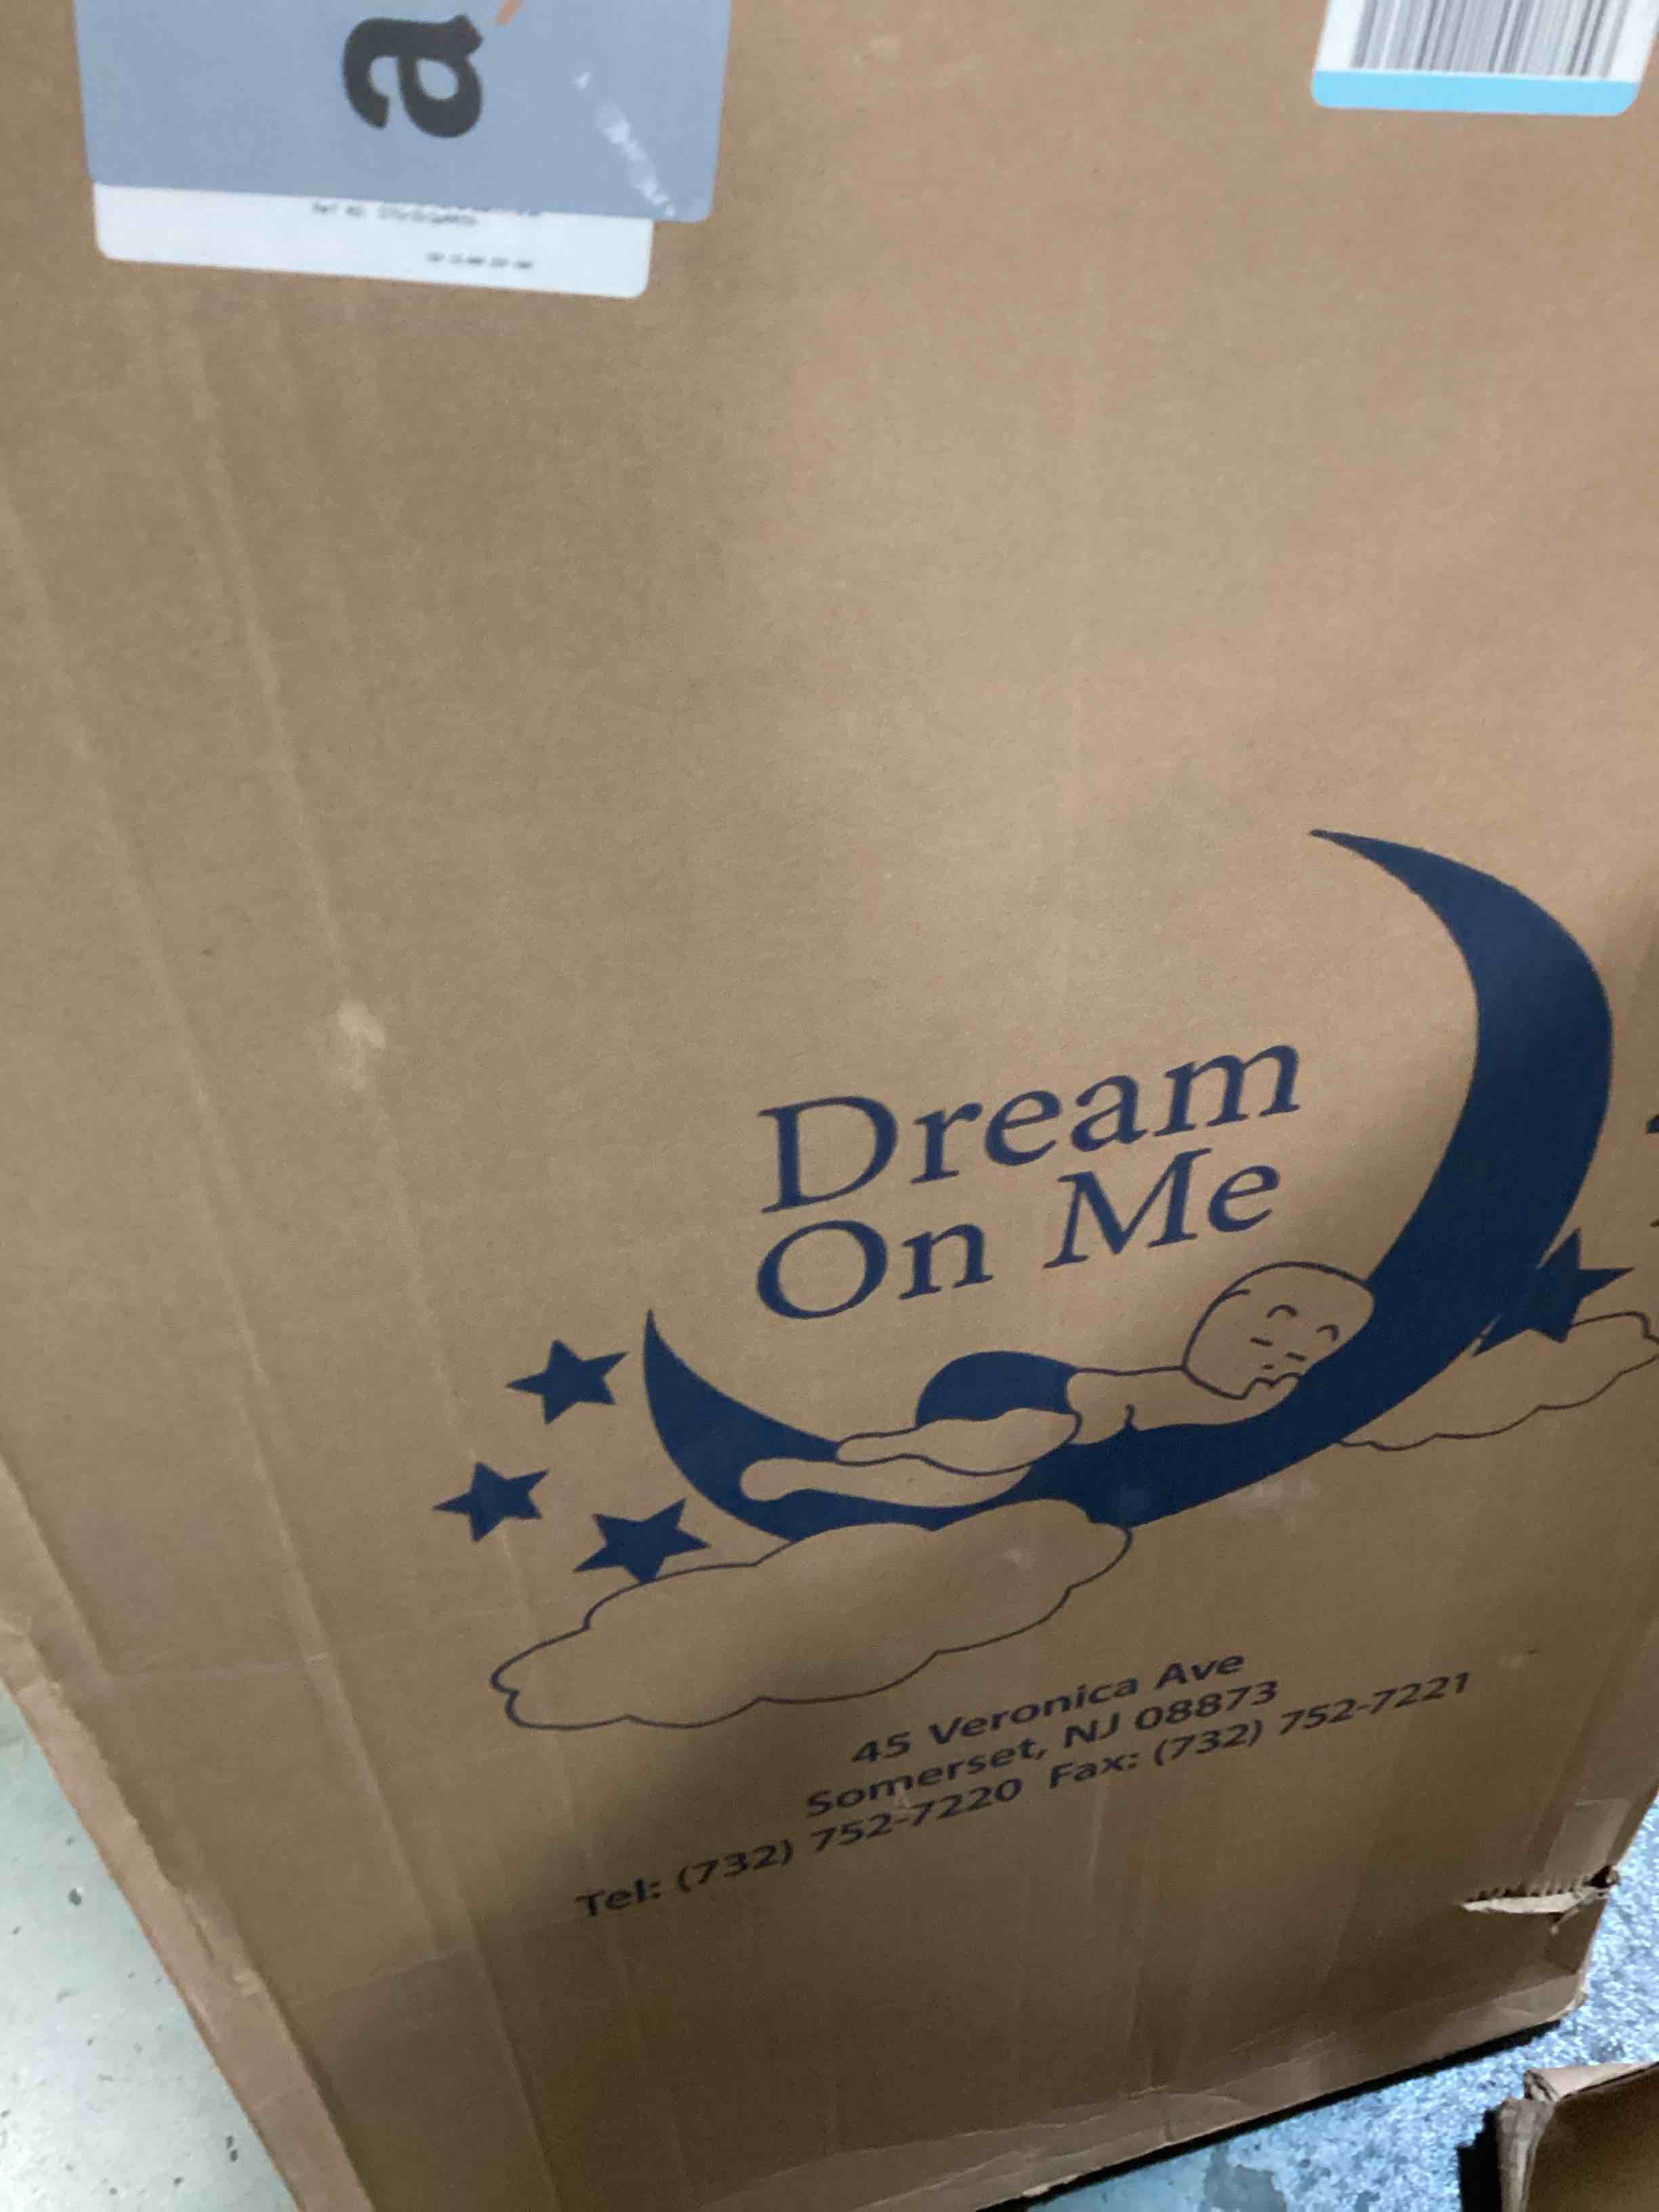 a
Dream
On Me
45 Veronica Ave
Somerset, NJ 08873
Tel: (732) 752-7220 Fax: (732) 752-7221